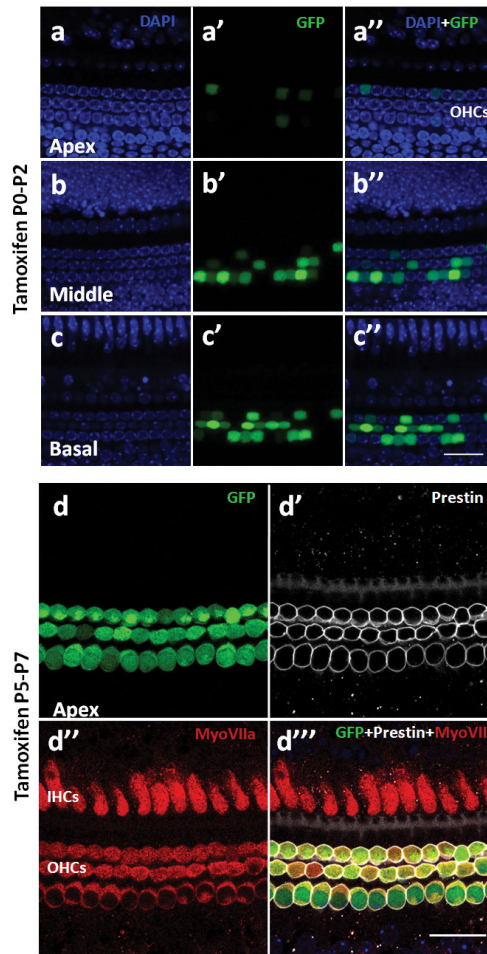 Tamoxifen P0-P2
a DAPI
a' GFP
a'' DAPI+GFP
OHCs
Apex
b b' b''
Middle
c c' c''
Basal
Tamoxifen P5-P7
d GFP
d' Prestin
Apex
d'' MyoVIIa
d''' GFP+Prestin+MyoVII
IHCs
OHCs